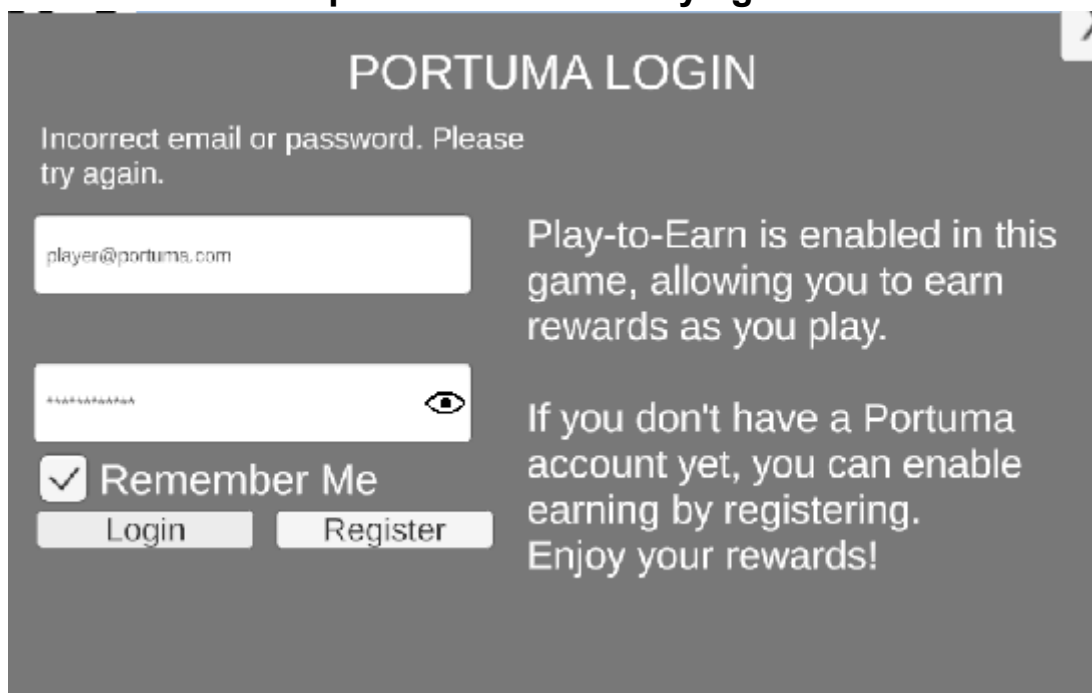 PORTUMA LOGIN
Incorrect email or password. Please
try again.
player@portuma.com
************
Remember Me
Login
Register
Play-to-Earn is enabled in this
game, allowing you to earn
rewards as you play.
If you don't have a Portuma
account yet, you can enable
earning by registering.
Enjoy your rewards!